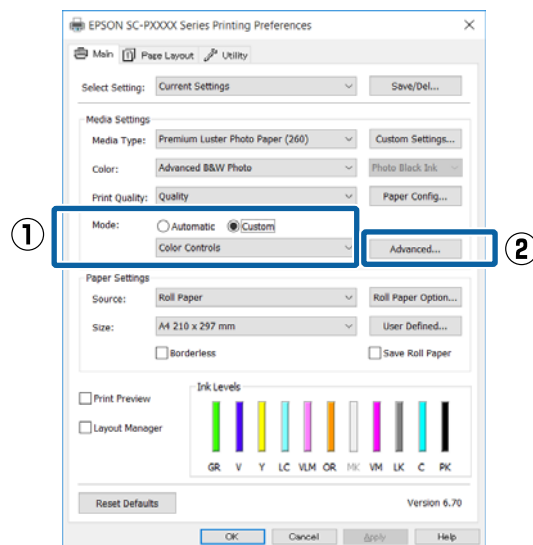 EPSON SC-PXXXX Series Printing Preferences
Main Page Layout Utility
Select Setting: Current Settings Save/Del...
Media Settings
Media Type: Premium Luster Photo Paper (260) Custom Settings...
Color: Advanced B&W Photo Photo Black Ink
Print Quality: Quality Paper Config...
① Mode: Automatic Custom
Color Controls Advanced... ②
Paper Settings
Source: Roll Paper Roll Paper Option...
Size: A4 210 x 297 mm User Defined...
Borderless Save Roll Paper
Print Preview Ink Levels
Layout Manager
GR V Y LC VLM OR MK VM LK C PK
Reset Defaults Version 6.70
OK Cancel Apply Help